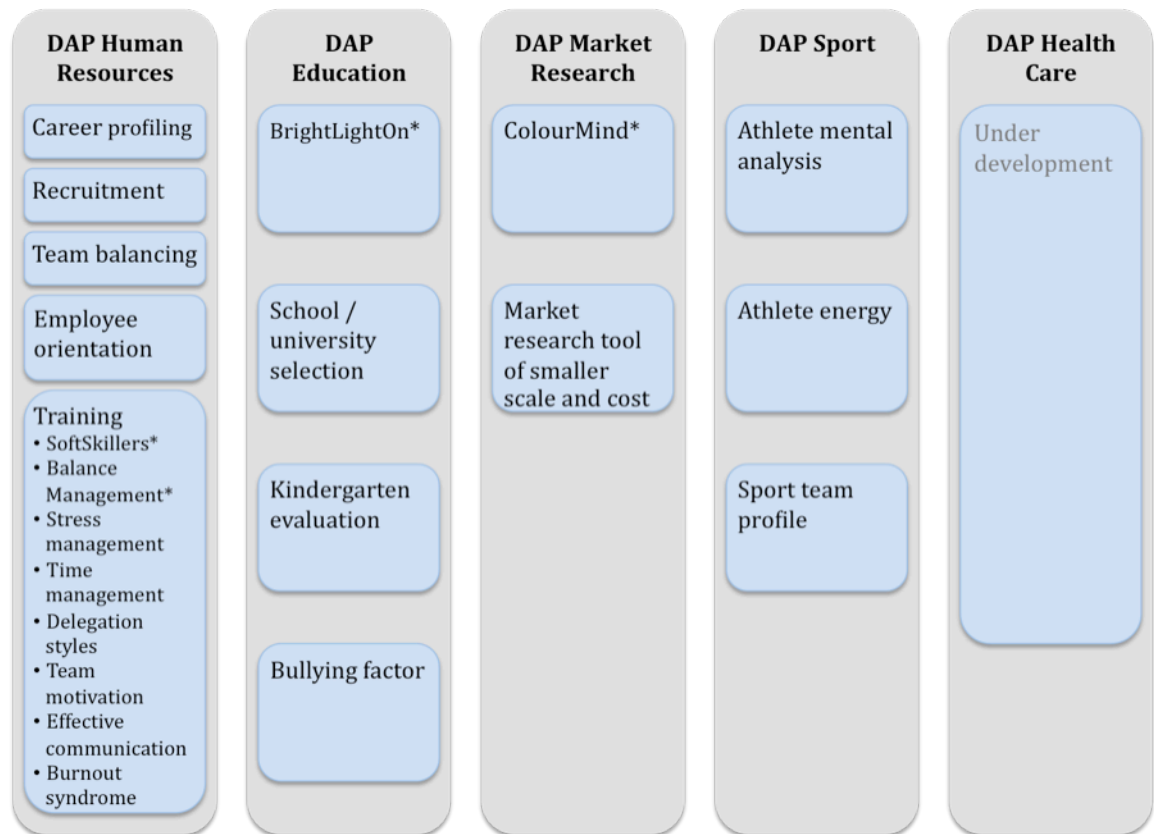 DAP Human
Resources
Career profiling
Recruitment
Team balancing
Employee
orientation
Training
• SoftSkillers*
• Balance
Management*
• Stress
management
• Time
management
• Delegation
styles
• Team
motivation
• Effective
communication
• Burnout
syndrome
DAP
Education
BrightLightOn*
School /
university
selection
Kindergarten
evaluation
Bullying factor
DAP Market
Research
ColourMind*
Market
research tool
of smaller
scale and cost
DAP Sport
Athlete mental
analysis
Athlete energy
Sport team
profile
DAP Health
Care
Under
development